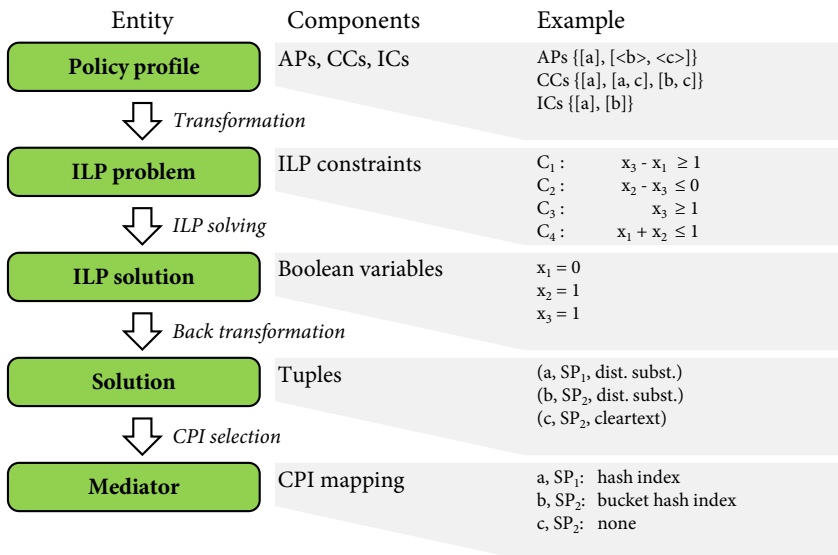 Entity Components Example
Policy profile APs, CCs, ICs APs {[a], [<b>, <c>]}
CCs {[a], [a, c], [b, c]}
ICs {[a], [b]}
Transformation
ILP problem ILP constraints C₁ : x₃ - x₁ ≥ 1
C₂ : x₂ - x₃ ≤ 0
C₃ : x₃ ≥ 1
C₄ : x₁ + x₂ ≤ 1
ILP solving
ILP solution Boolean variables x₁ = 0
x₂ = 1
x₃ = 1
Back transformation
Solution Tuples (a, SP₁, dist. subst.)
(b, SP₂, dist. subst.)
(c, SP₂, cleartext)
CPI selection
Mediator CPI mapping a, SP₁: hash index
b, SP₂: bucket hash index
c, SP₂: none